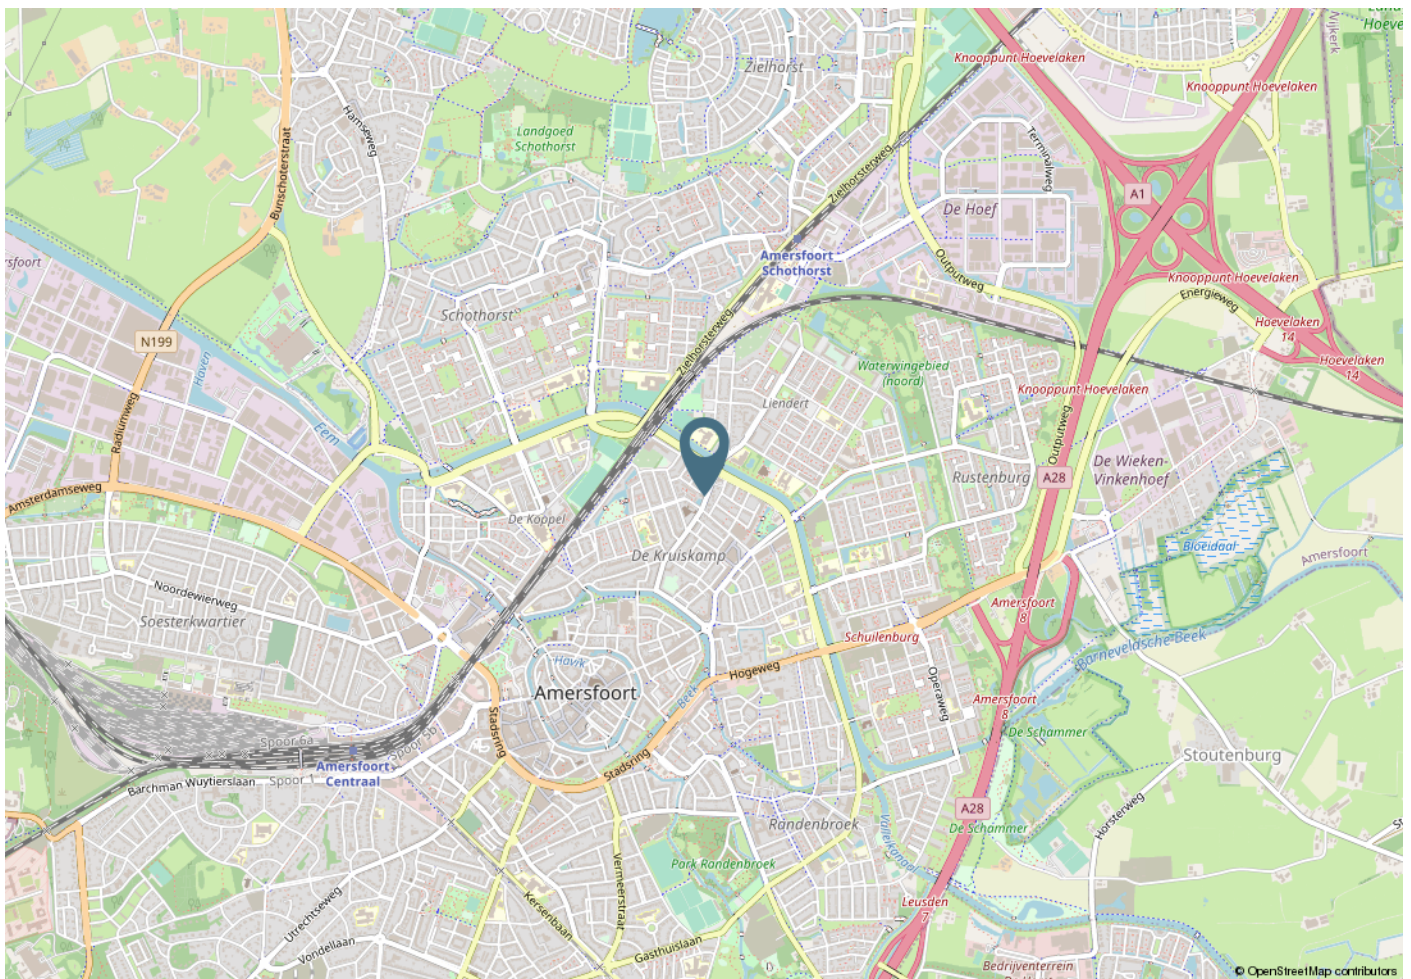 Zielhorst
Knooppunt Hoevelaken
Knooppunt Hoevelaken
Nijkerk
Hoeve
Hamseweg
Landgoed
Schothorst
Terminalweg
Zielhorsterweg
Bunschoterstraat
A1
De Hoef
Amersfoort
Schothorst
Outputweg
Knooppunt Hoevelaken
Energieweg
sfoort
Haven
Schothorst
Zielhorsterweg
N199
Hoevelaken
14
Hoevelaken
14
Waterwingebied
(noord)
Knooppunt Hoevelaken
Liendert
Radiumweg
Eem
Outputweg
De Wieken-
Vinkenhoef
Rustenburg
A28
Amsterdamseweg
De Koppel
De Kruiskamp
Bloeidaal
Amersfoort
Noordewierweg
Soesterkwartier
Amersfoort
8
Schuilenburg
Barneveldsche Beek
Havik
Hogeweg
Amersfoort
Beek
Operaweg
Amersfoort
8
Stadsring
De Schammer
Spoor 6a
Spoor 5b
Stoutenburg
Amersfoort
Centraal
Spoor 1
Stadsring
Barchman Wuytierslaan
A28
Horsterweg
De Schammer
Randenbroek
Valleikanaal
Park Randenbroek
Vermeerstraat
Kersenbaan
Utrechtseweg
Leusden
7
Vondellaan
Gasthuislaan
Bedrijventerrein
© OpenStreetMap contributors